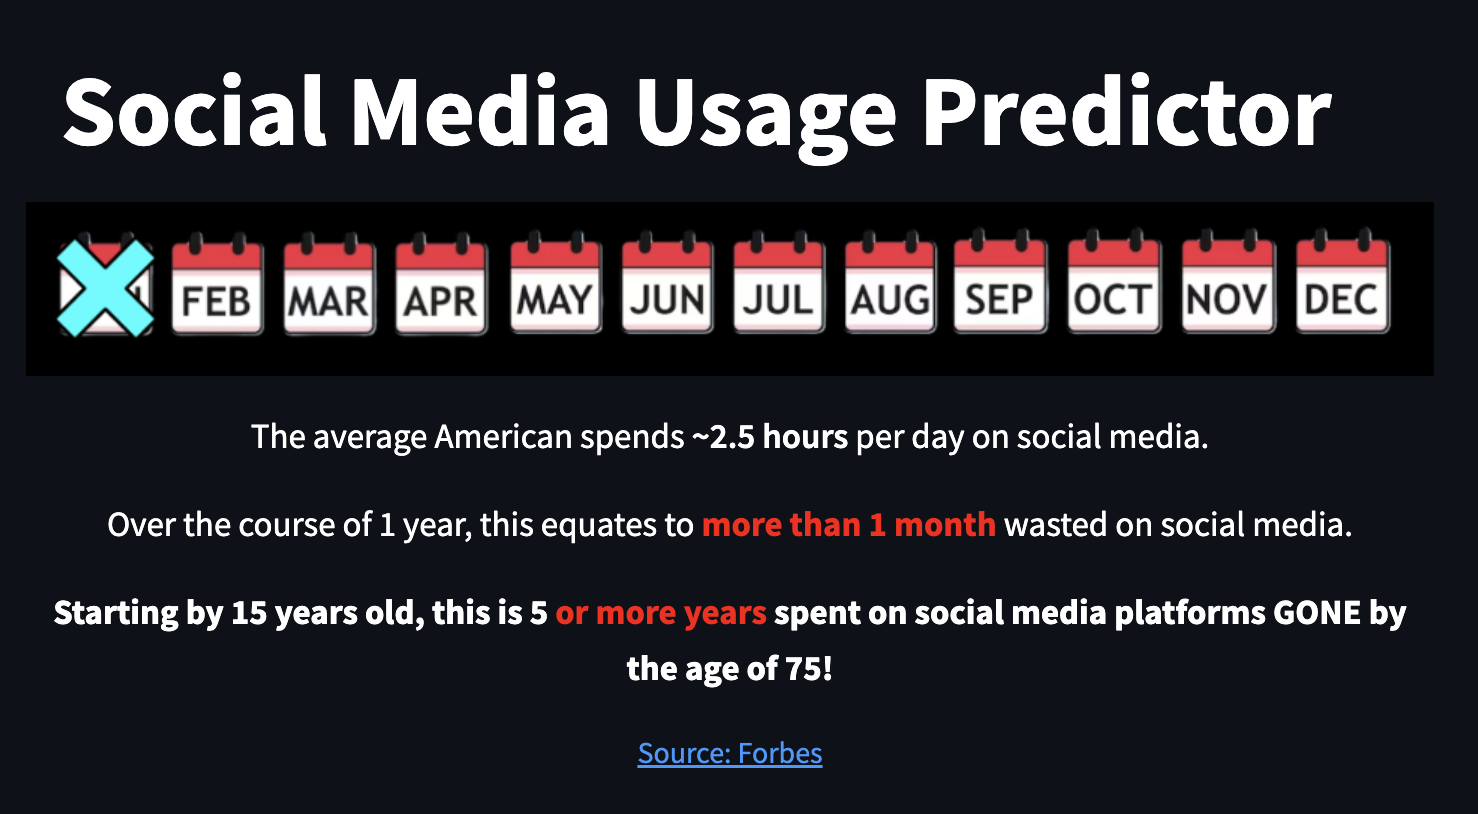 Social Media Usage Predictor
FEB MAR APR MAY JUN JUL AUG SEP OCT NOV DEC
The average American spends ~2.5 hours per day on social media.
Over the course of 1 year, this equates to more than 1 month wasted on social media.
Starting by 15 years old, this is 5 or more years spent on social media platforms GONE by
the age of 75!
Source: Forbes